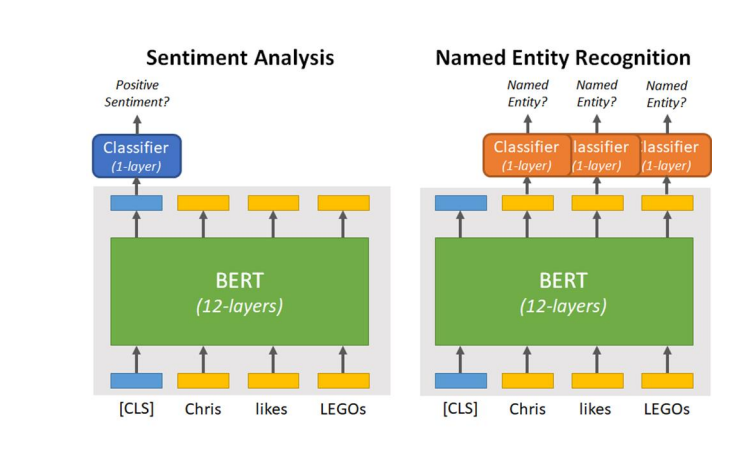 Sentiment Analysis
Positive
Sentiment?
Classifier
(1-layer)
BERT
(12-layers)
[CLS] Chris likes LEGOs
Named Entity Recognition
Named Named Named
Entity? Entity? Entity?
Classifier lassifier lassifier
(1-layer) (1-layer) (1-layer)
BERT
(12-layers)
[CLS] Chris likes LEGOs